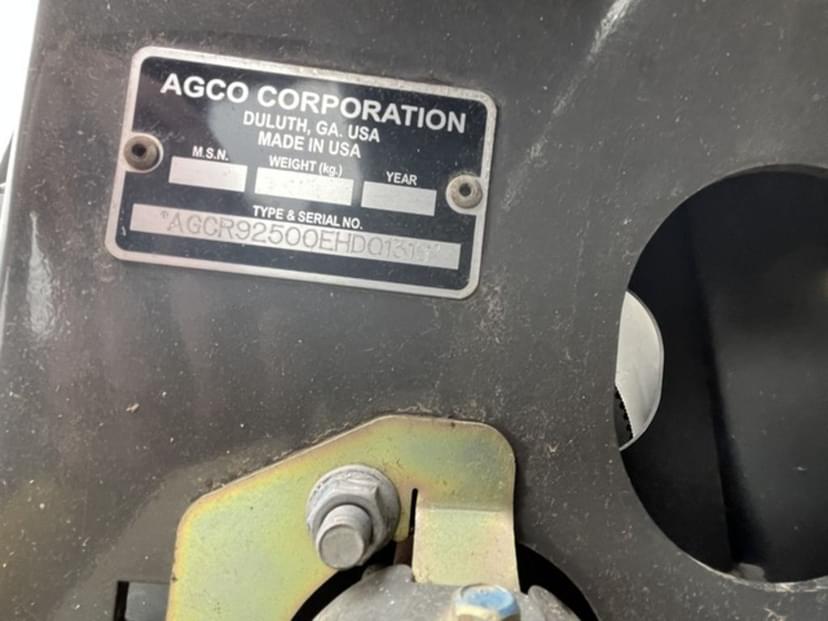 AGCO CORPORATION
DULUTH, GA. USA
MADE IN USA
M.S.N. WEIGHT (kg.) YEAR
TYPE & SERIAL NO.